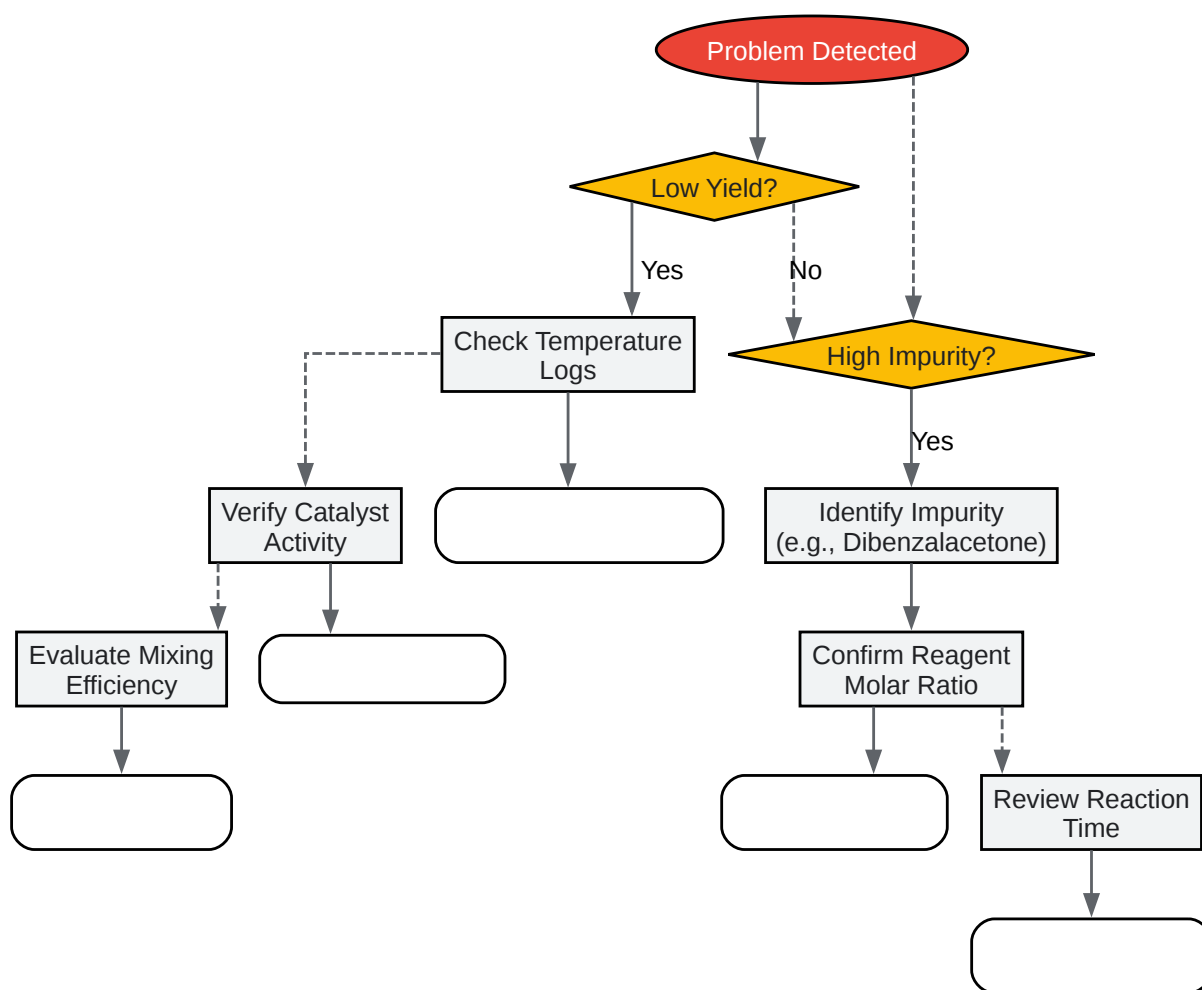 Problem Detected
Low Yield?
Yes
No
Check Temperature
Logs
High Impurity?
Yes
Verify Catalyst
Activity
Identify Impurity
(e.g., Dibenzalacetone)
Evaluate Mixing
Efficiency
Confirm Reagent
Molar Ratio
Review Reaction
Time